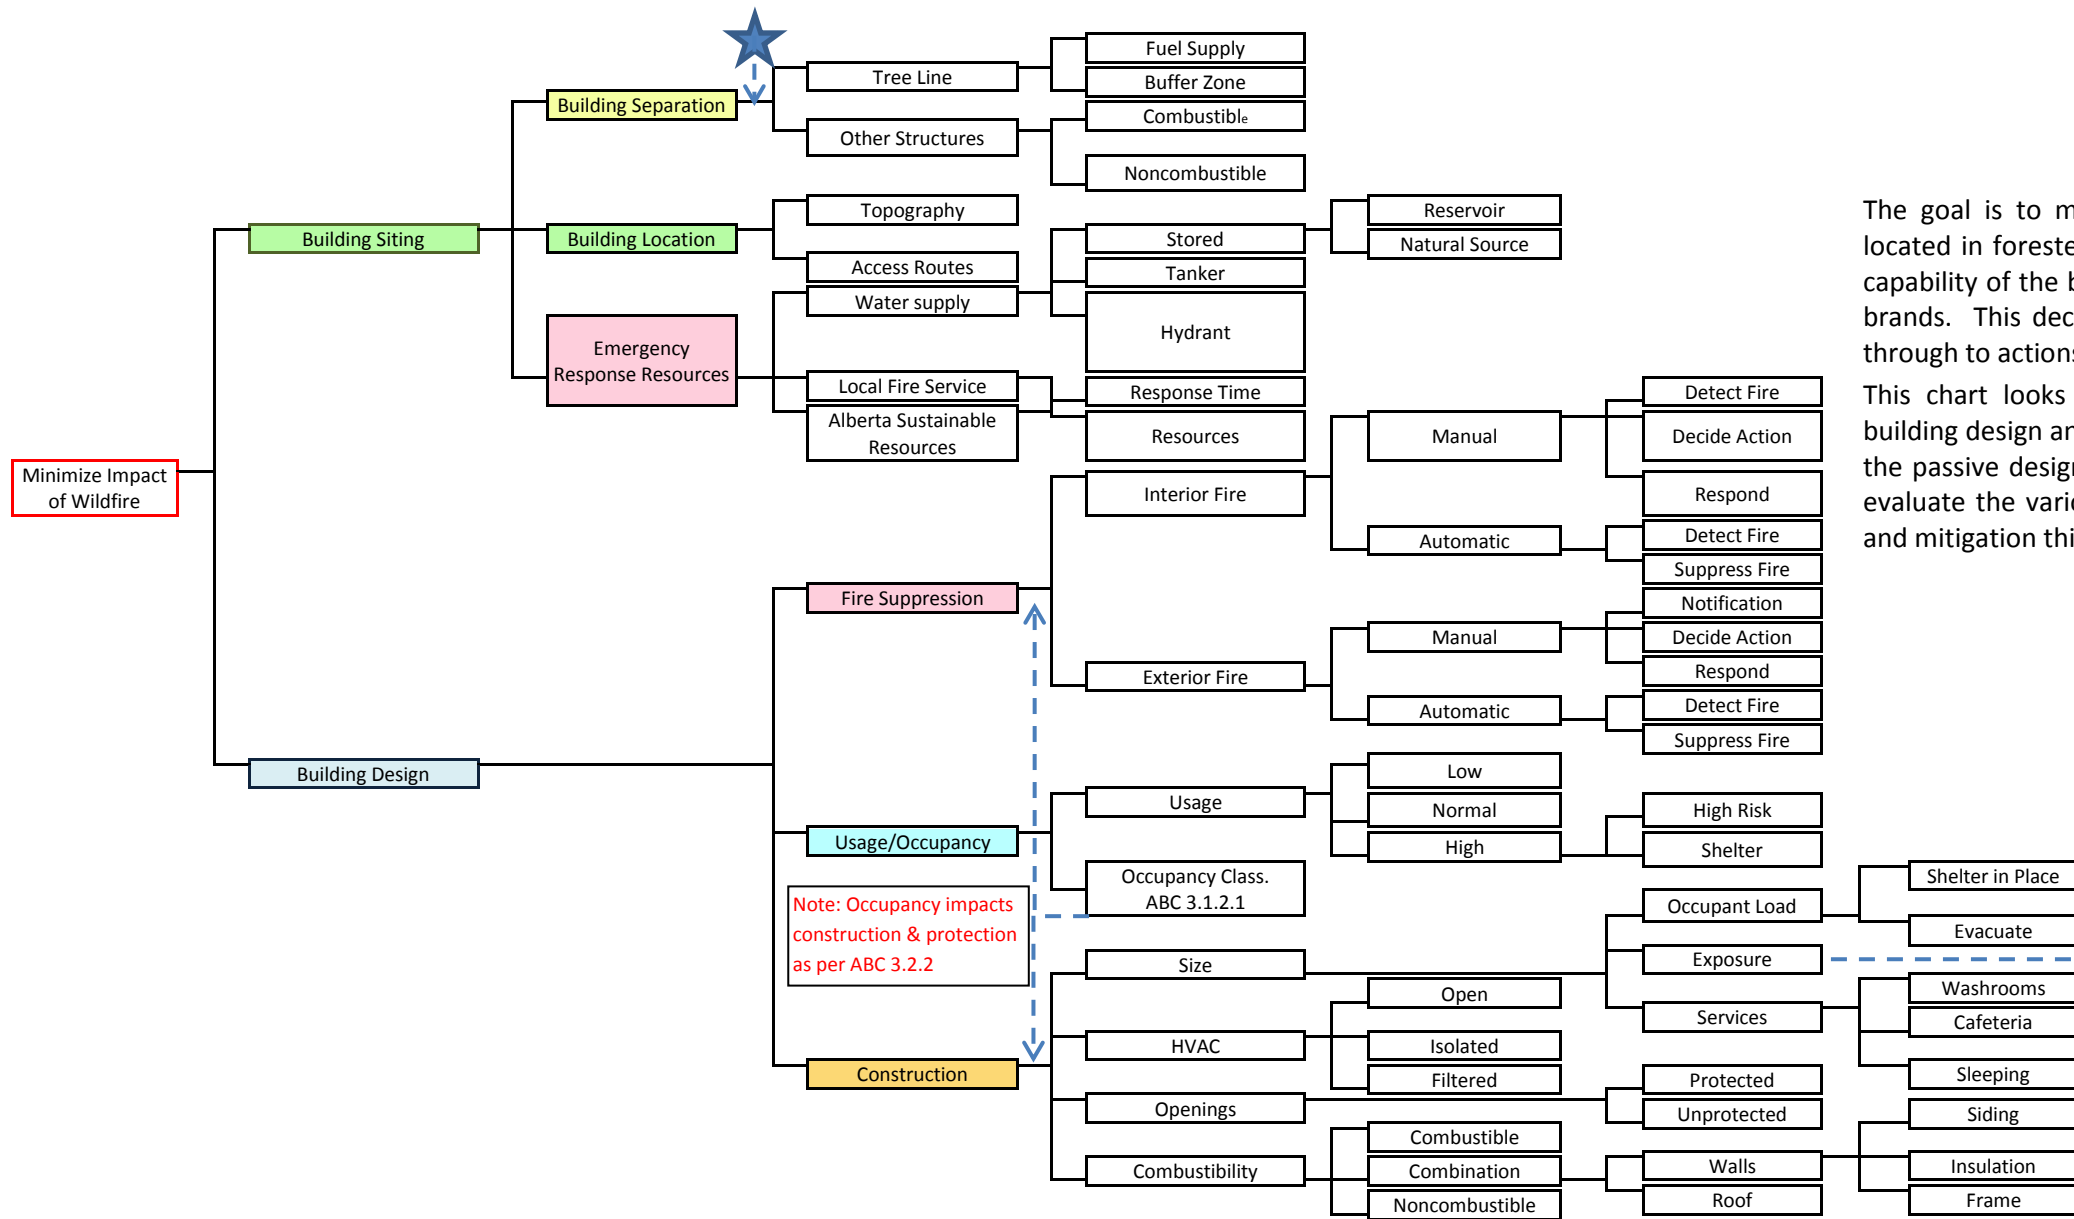 Minimize Impact
of Wildfire
Building Siting
Building Separation
Tree Line
Fuel Supply
Buffer Zone
Other Structures
Combustible
Noncombustible
Building Location
Topography
Access Routes
Emergency
Response Resources
Water supply
Stored
Reservoir
Natural Source
Tanker
Hydrant
Local Fire Service
Alberta Sustainable
Resources
Response Time
Resources
Building Design
Fire Suppression
Interior Fire
Manual
Detect Fire
Decide Action
Respond
Automatic
Detect Fire
Suppress Fire
Exterior Fire
Manual
Notification
Decide Action
Respond
Automatic
Detect Fire
Suppress Fire
Usage/Occupancy
Usage
Low
Normal
High
High Risk
Shelter
Occupancy Class.
ABC 3.1.2.1
Note: Occupancy impacts
construction & protection
as per ABC 3.2.2
Construction
Size
Occupant Load
Shelter in Place
Evacuate
Exposure
Services
Washrooms
Cafeteria
Sleeping
HVAC
Open
Isolated
Filtered
Openings
Protected
Unprotected
Combustibility
Combustible
Combination
Noncombustible
Walls
Roof
Siding
Insulation
Frame
The goal is to m
located in foreste
capability of the b
brands. This dec
through to actions
This chart looks
building design an
the passive design
evaluate the vario
and mitigation thi